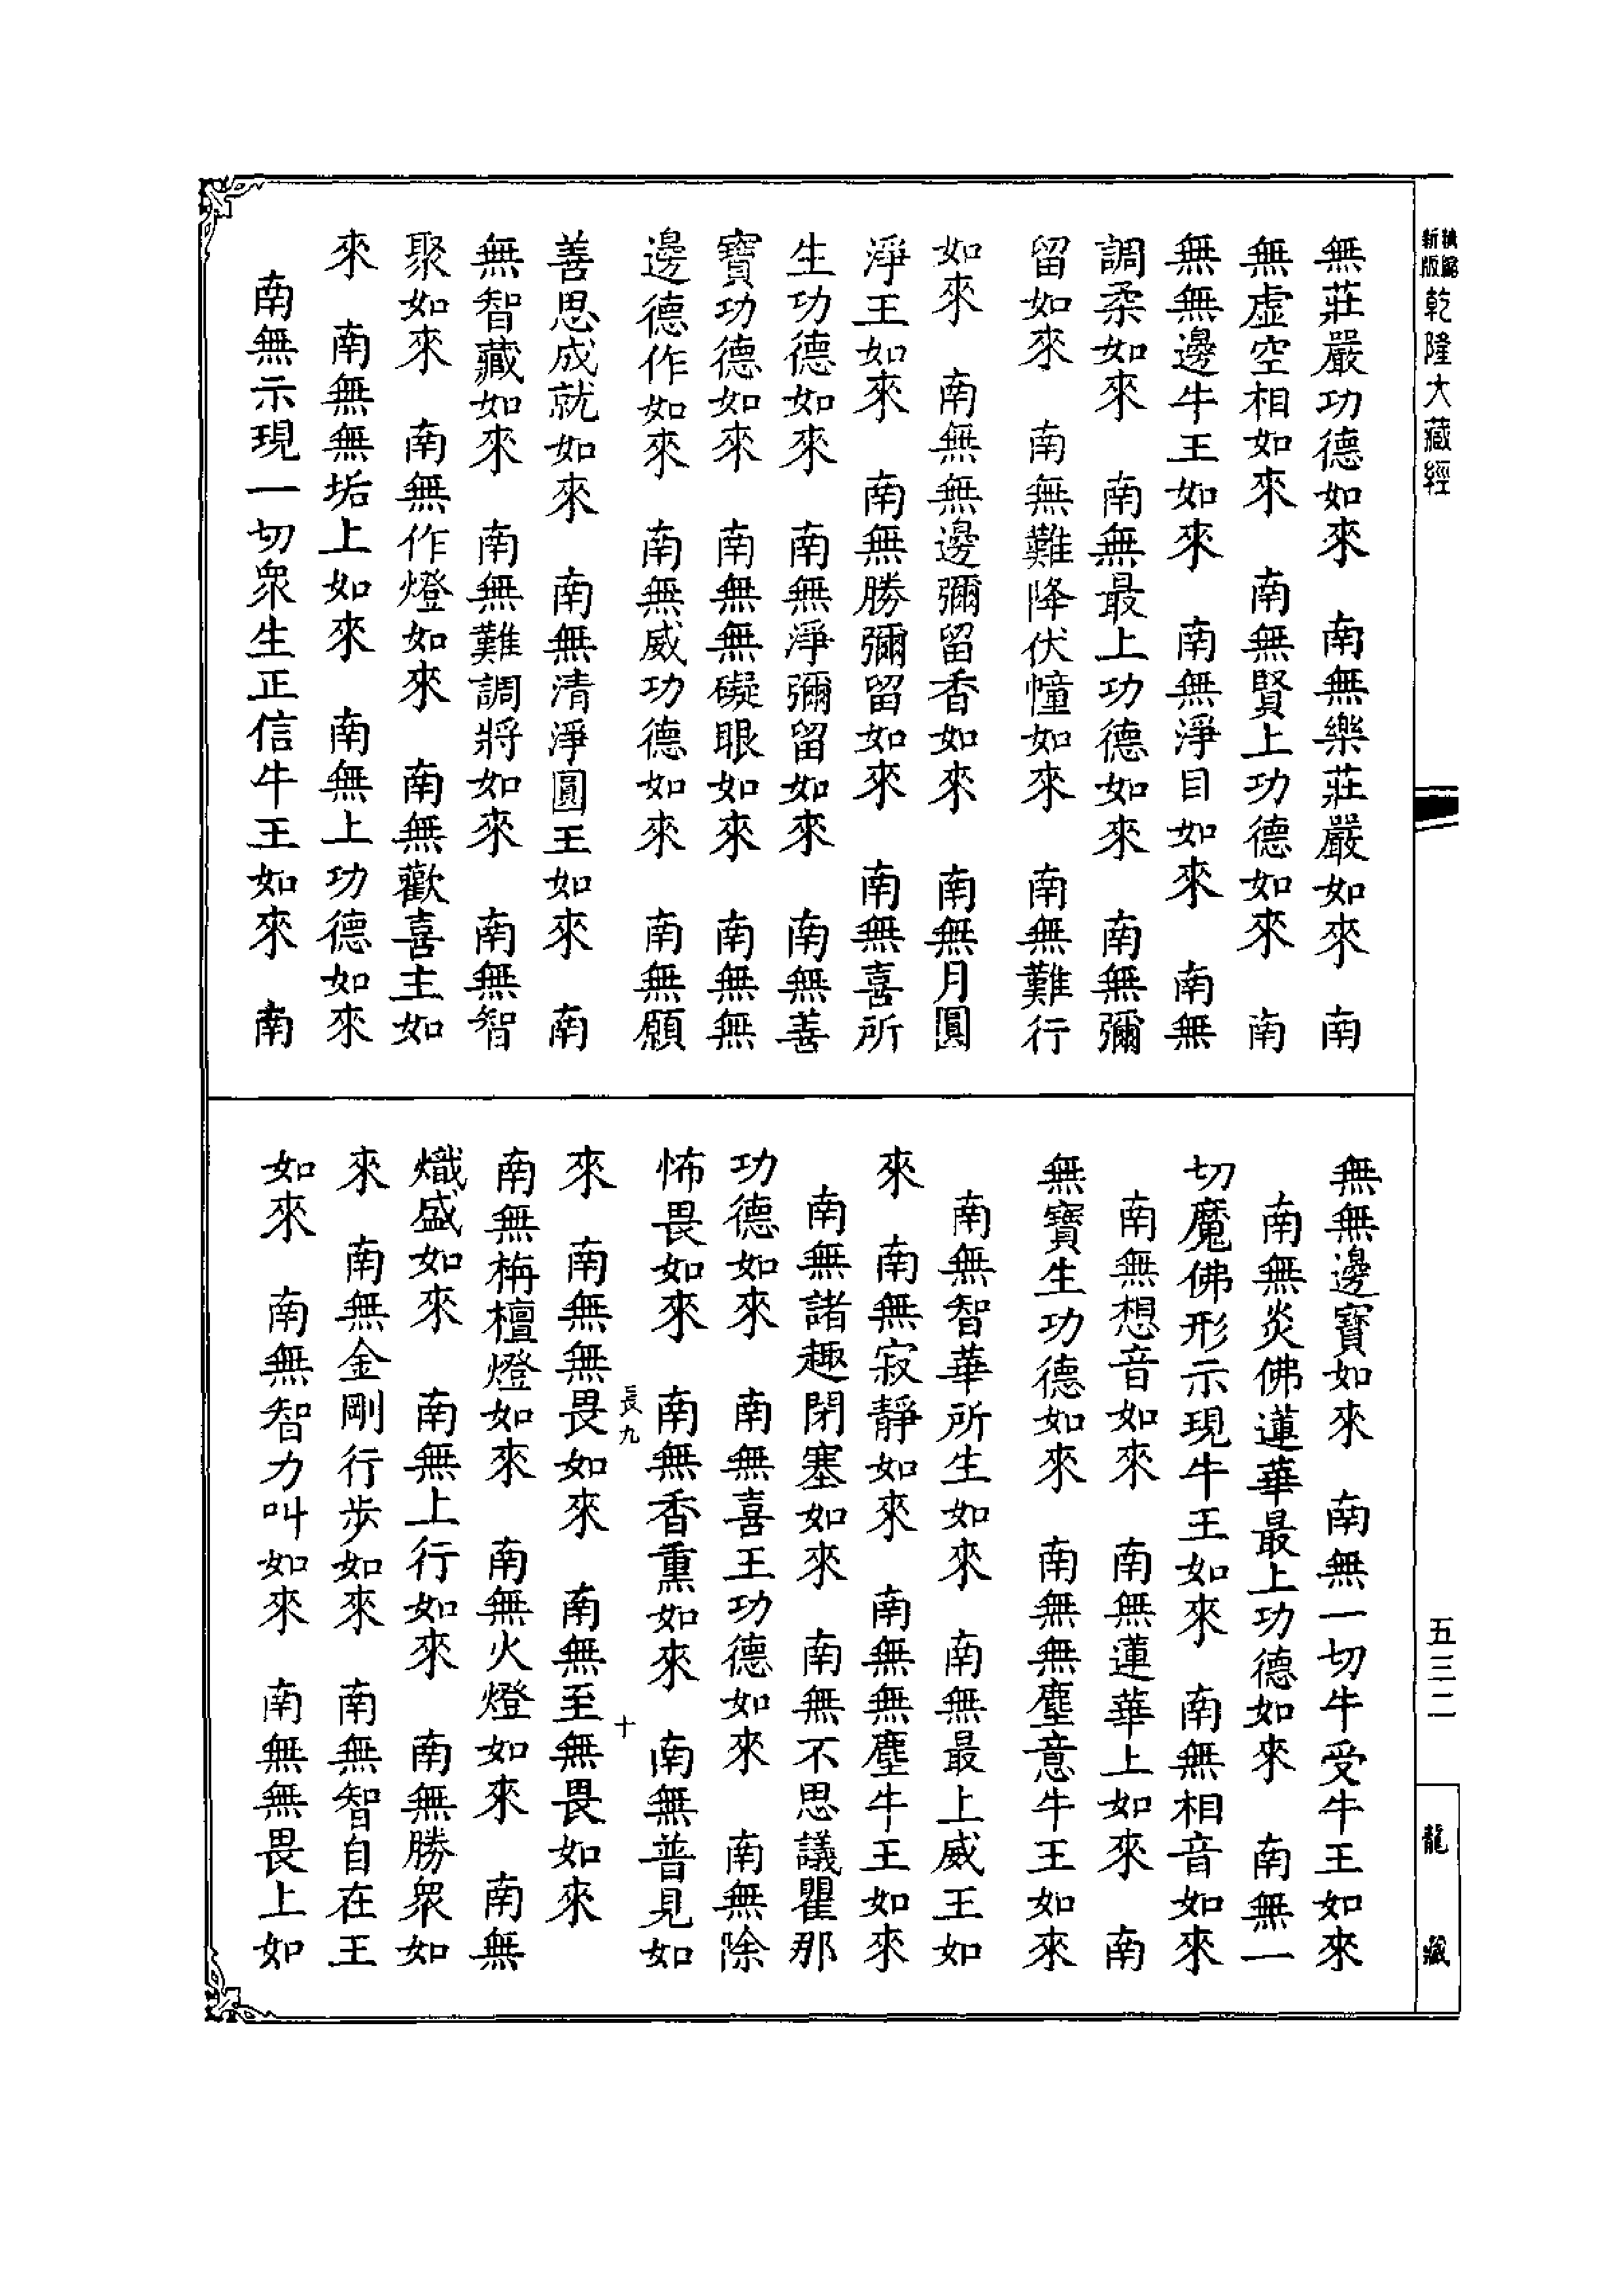 新版
乾隆大藏經
無莊嚴功德如來　南無樂莊嚴如來　南
無虛空相如來　南無賢上功德如來　南
無無邊牛王如來　南無淨目如來　南無
調柔如來　南無最上功德如來　南無彌
留如來　南無難降伏幢如來　南無難行
如來　南無無邊彌留香如來　南無月圓
淨王如來　南無勝彌留如來　南無喜所
生功德如來　南無淨彌留如來　南無善
寶功德如來　南無無礙眼如來　南無無
邊德作如來　南無威功德如來　南無願
善思成就如來　南無清淨圓王如來　南
無智藏如來　南無難調將如來　南無智
聚如來　南無作燈如來　南無歡喜主如
來　南無無垢上如來　南無上功德如來
南無示現一切眾生正信牛王如來　南
無無邊寶如來　南無一切牛受牛王如來
南無炎佛蓮華最上功德如來　南無一
切魔佛形示現牛王如來　南無相音如來
南無想音如來　南無蓮華上如來　南
無寶生功德如來　南無無塵意牛王如來
南無智華所生如來　南無最上威王如
來　南無寂靜如來　南無無塵牛王如來
南無諸趣閉塞如來　南無不思議瞿那
功德如來　南無喜王功德如來　南無除
怖畏如來　南無香熏如來　南無普見如
長九　十
來　南無無畏如來　南無至無畏如來
南無栴檀燈如來　南無火燈如來　南無
熾盛如來　南無上行如來　南無勝眾如
來　南無金剛行步如來　南無智自在王
如來　南無智力叫如來　南無無畏上如
五三二
龍藏